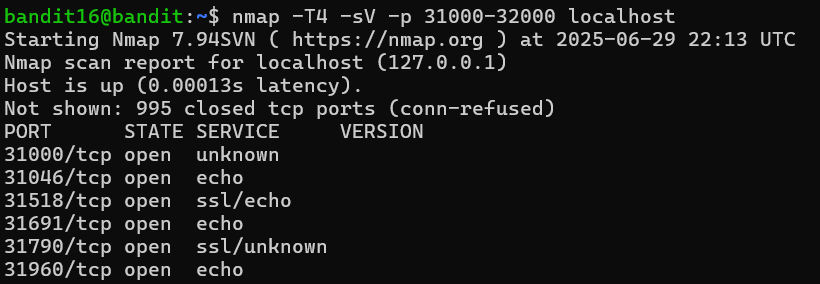 bandit16@bandit:~$ nmap -T4 -sV -p 31000-32000 localhost
Starting Nmap 7.94SVN ( https://nmap.org ) at 2025-06-29 22:13 UTC
Nmap scan report for localhost (127.0.0.1)
Host is up (0.00013s latency).
Not shown: 995 closed tcp ports (conn-refused)
PORT      STATE SERVICE     VERSION
31000/tcp open  unknown
31046/tcp open  echo
31518/tcp open  ssl/echo
31691/tcp open  echo
31790/tcp open  ssl/unknown
31960/tcp open  echo